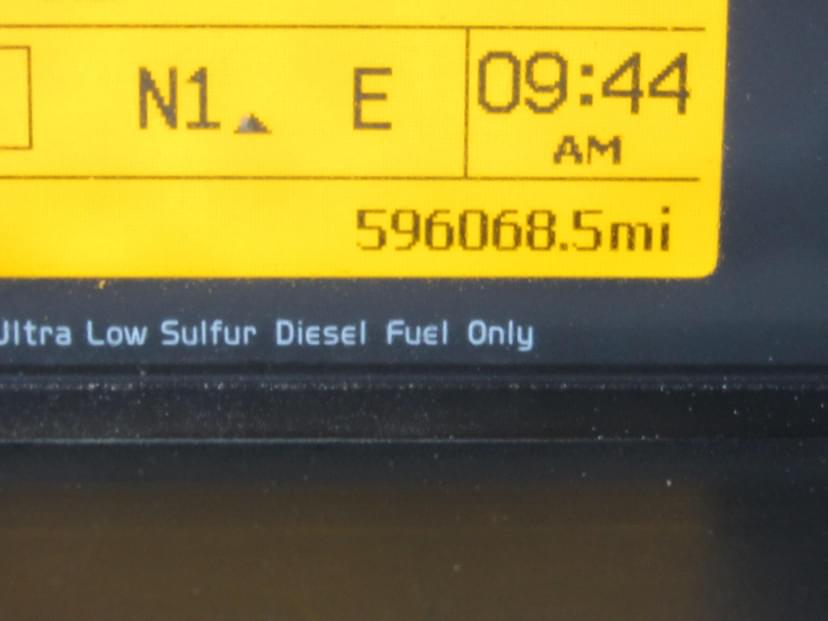 N1 E 09:44
AM
596068.5mi
Ultra Low Sulfur Diesel Fuel Only